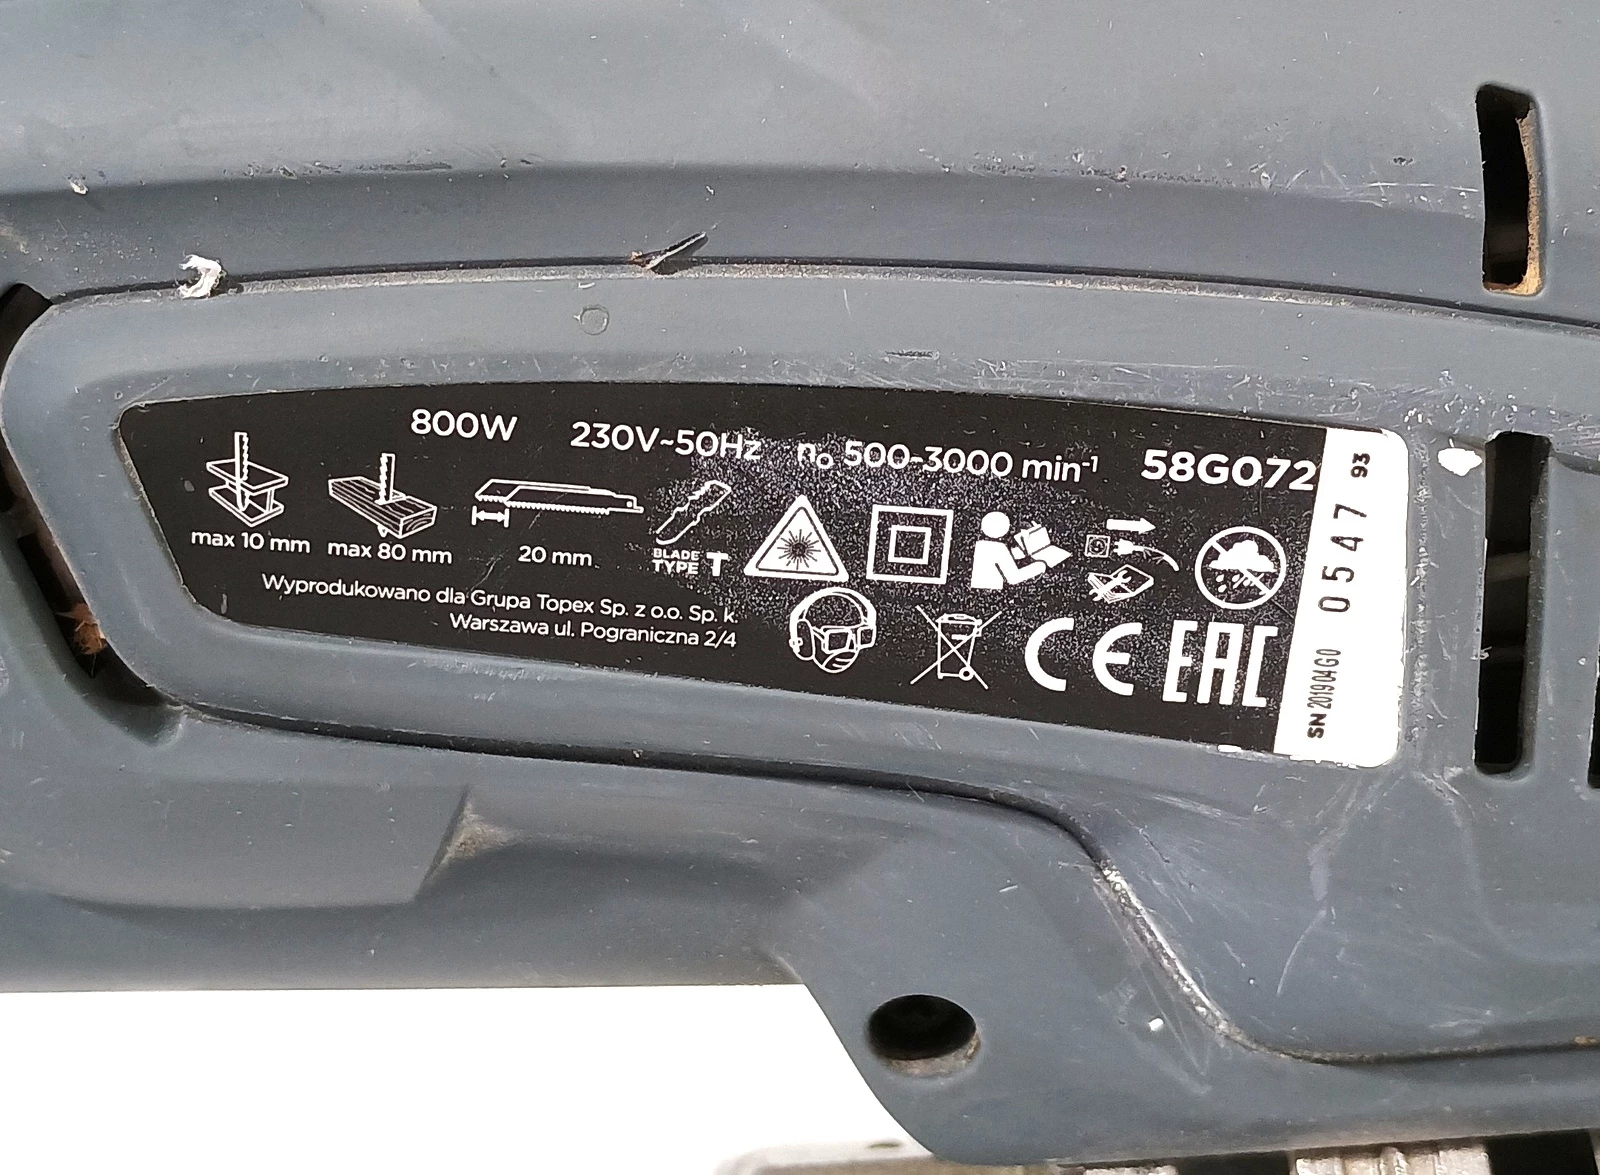 800W 230V~50Hz n₀ 500-3000 min⁻¹ 58G072
max 10 mm max 80 mm 20 mm BLADE TYPE T
Wyprodukowano dla Grupa Topex Sp. z o.o. Sp. k.
Warszawa ul. Pograniczna 2/4
CE EAC
SN 201904G0 0547 93